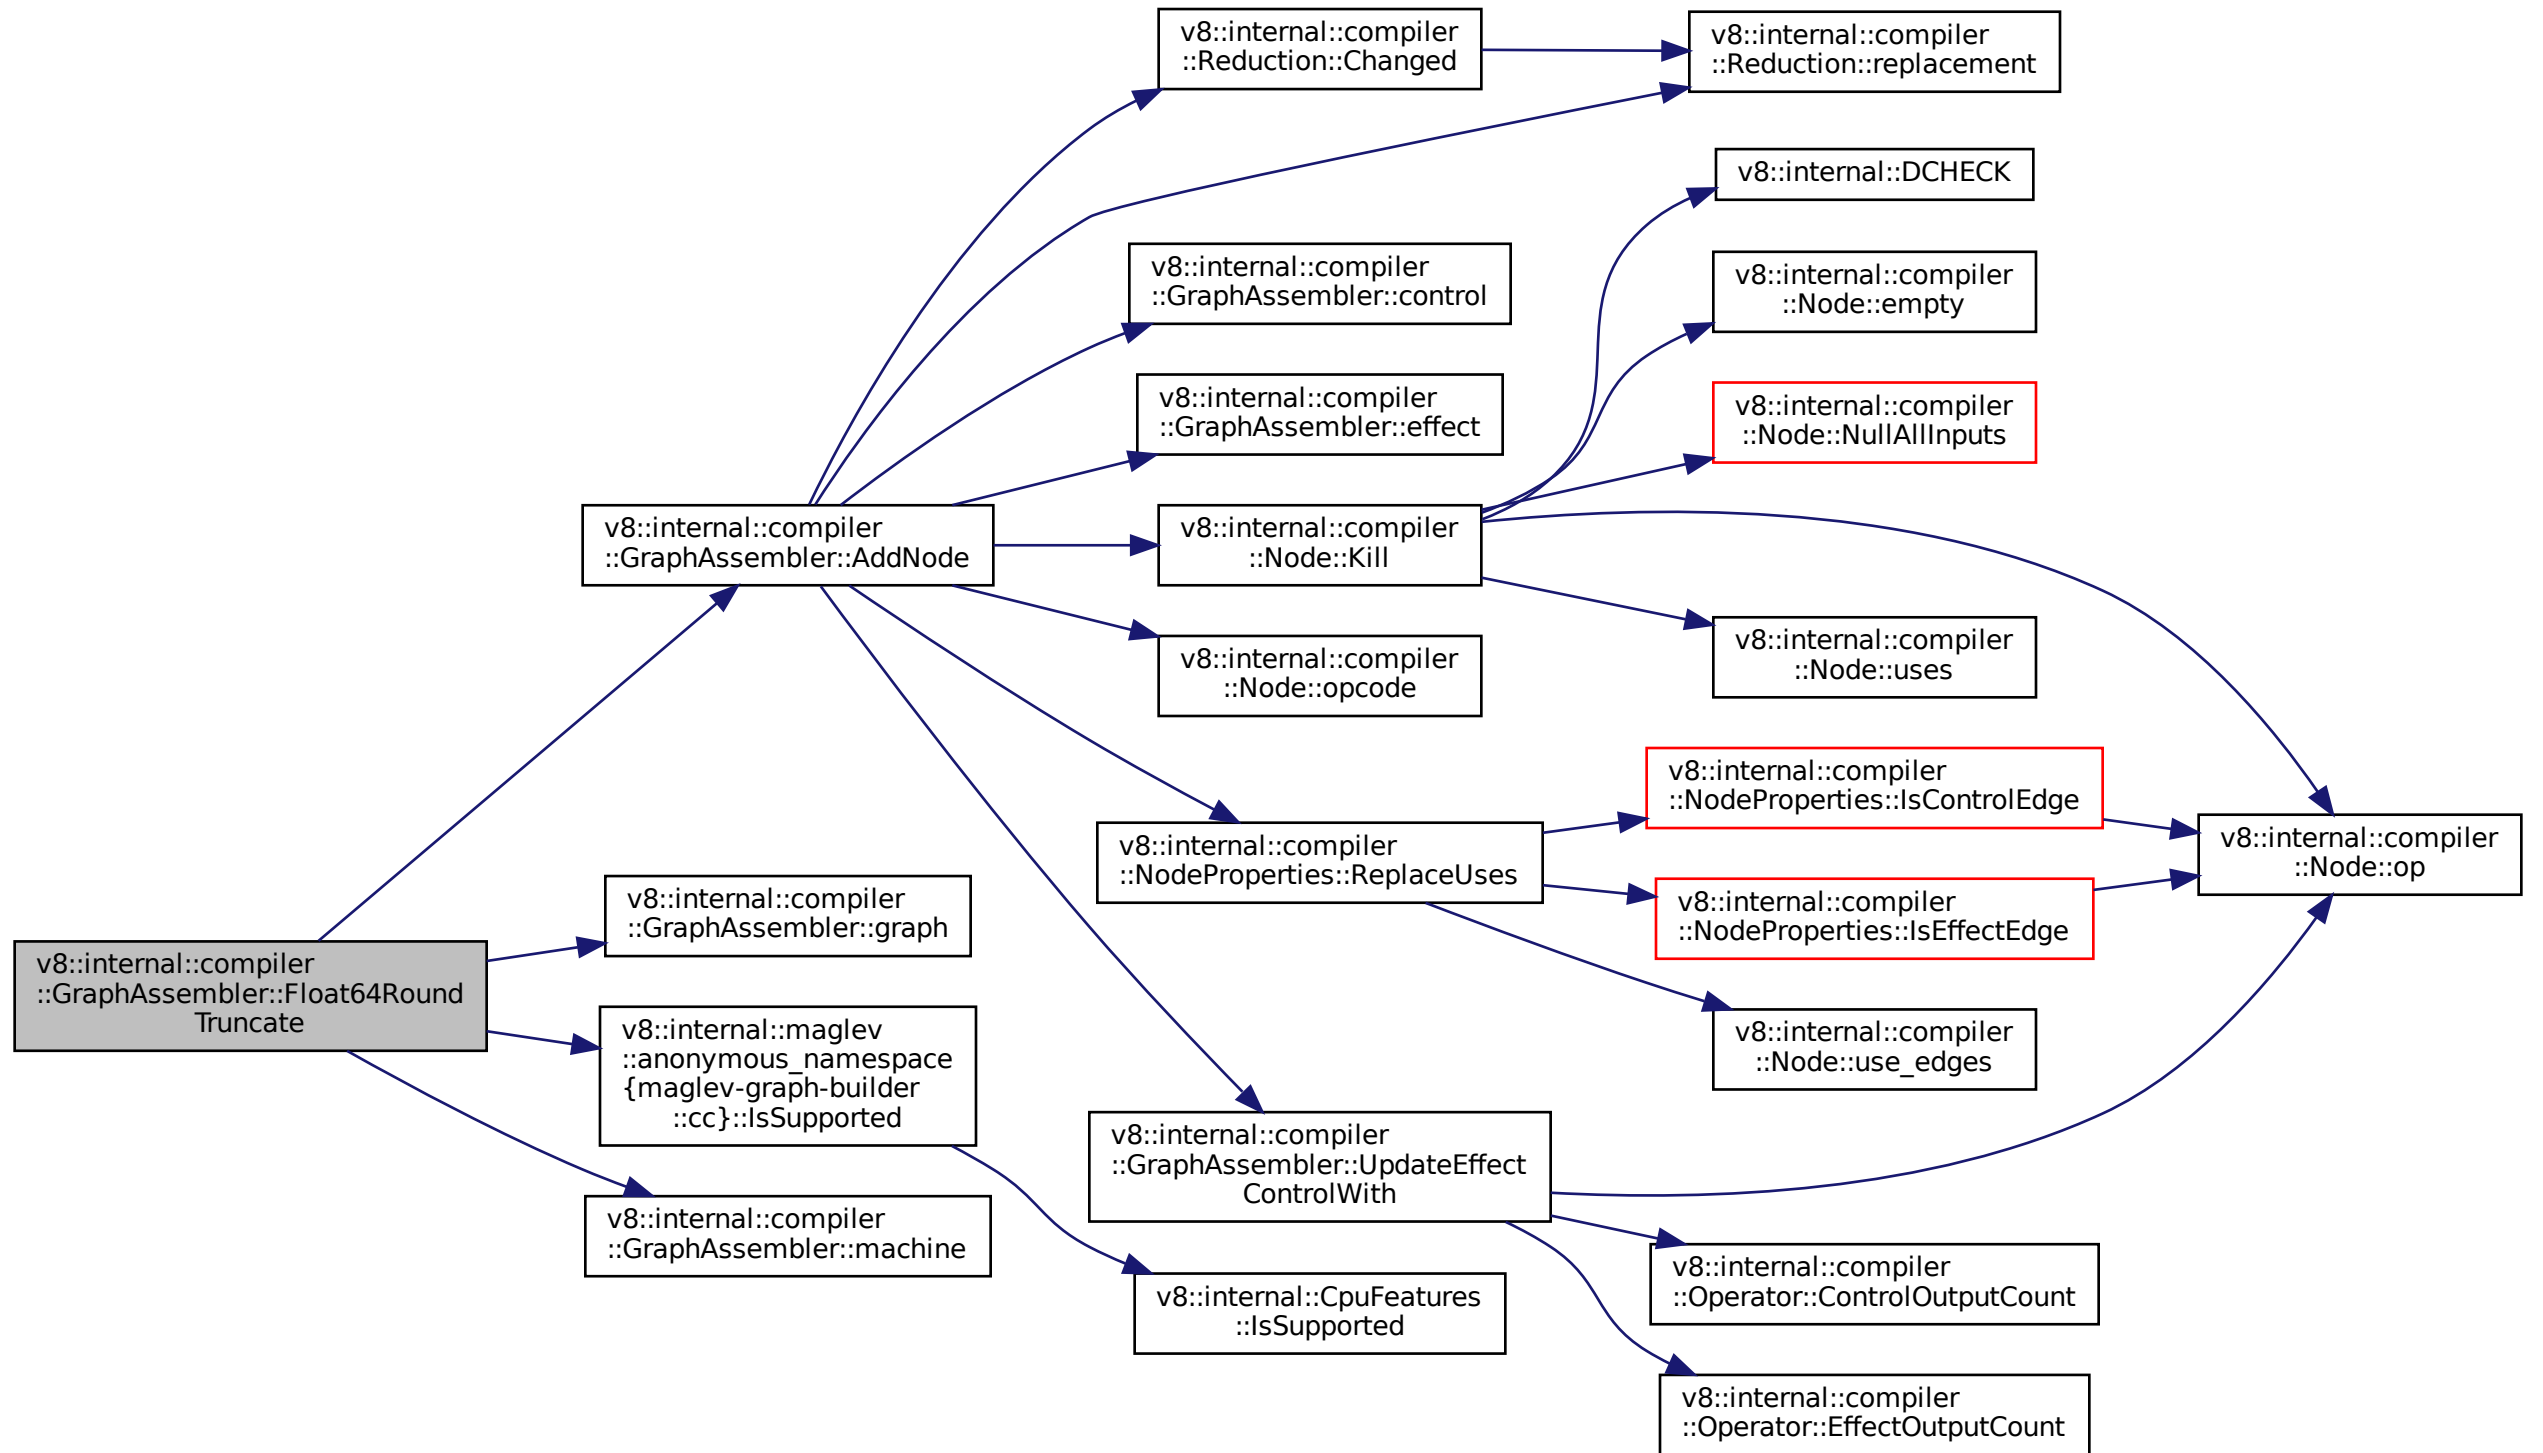 v8::internal::compiler
::GraphAssembler::Float64Round
Truncate
v8::internal::compiler
::GraphAssembler::AddNode
v8::internal::compiler
::GraphAssembler::graph
v8::internal::maglev
::anonymous_namespace
{maglev-graph-builder
::cc}::IsSupported
v8::internal::compiler
::GraphAssembler::machine
v8::internal::compiler
::Reduction::Changed
v8::internal::compiler
::GraphAssembler::control
v8::internal::compiler
::GraphAssembler::effect
v8::internal::compiler
::Node::Kill
v8::internal::compiler
::Node::opcode
v8::internal::compiler
::NodeProperties::ReplaceUses
v8::internal::compiler
::GraphAssembler::UpdateEffect
ControlWith
v8::internal::CpuFeatures
::IsSupported
v8::internal::compiler
::Reduction::replacement
v8::internal::DCHECK
v8::internal::compiler
::Node::empty
v8::internal::compiler
::Node::NullAllInputs
v8::internal::compiler
::Node::uses
v8::internal::compiler
::NodeProperties::IsControlEdge
v8::internal::compiler
::NodeProperties::IsEffectEdge
v8::internal::compiler
::Node::use_edges
v8::internal::compiler
::Operator::ControlOutputCount
v8::internal::compiler
::Operator::EffectOutputCount
v8::internal::compiler
::Node::op